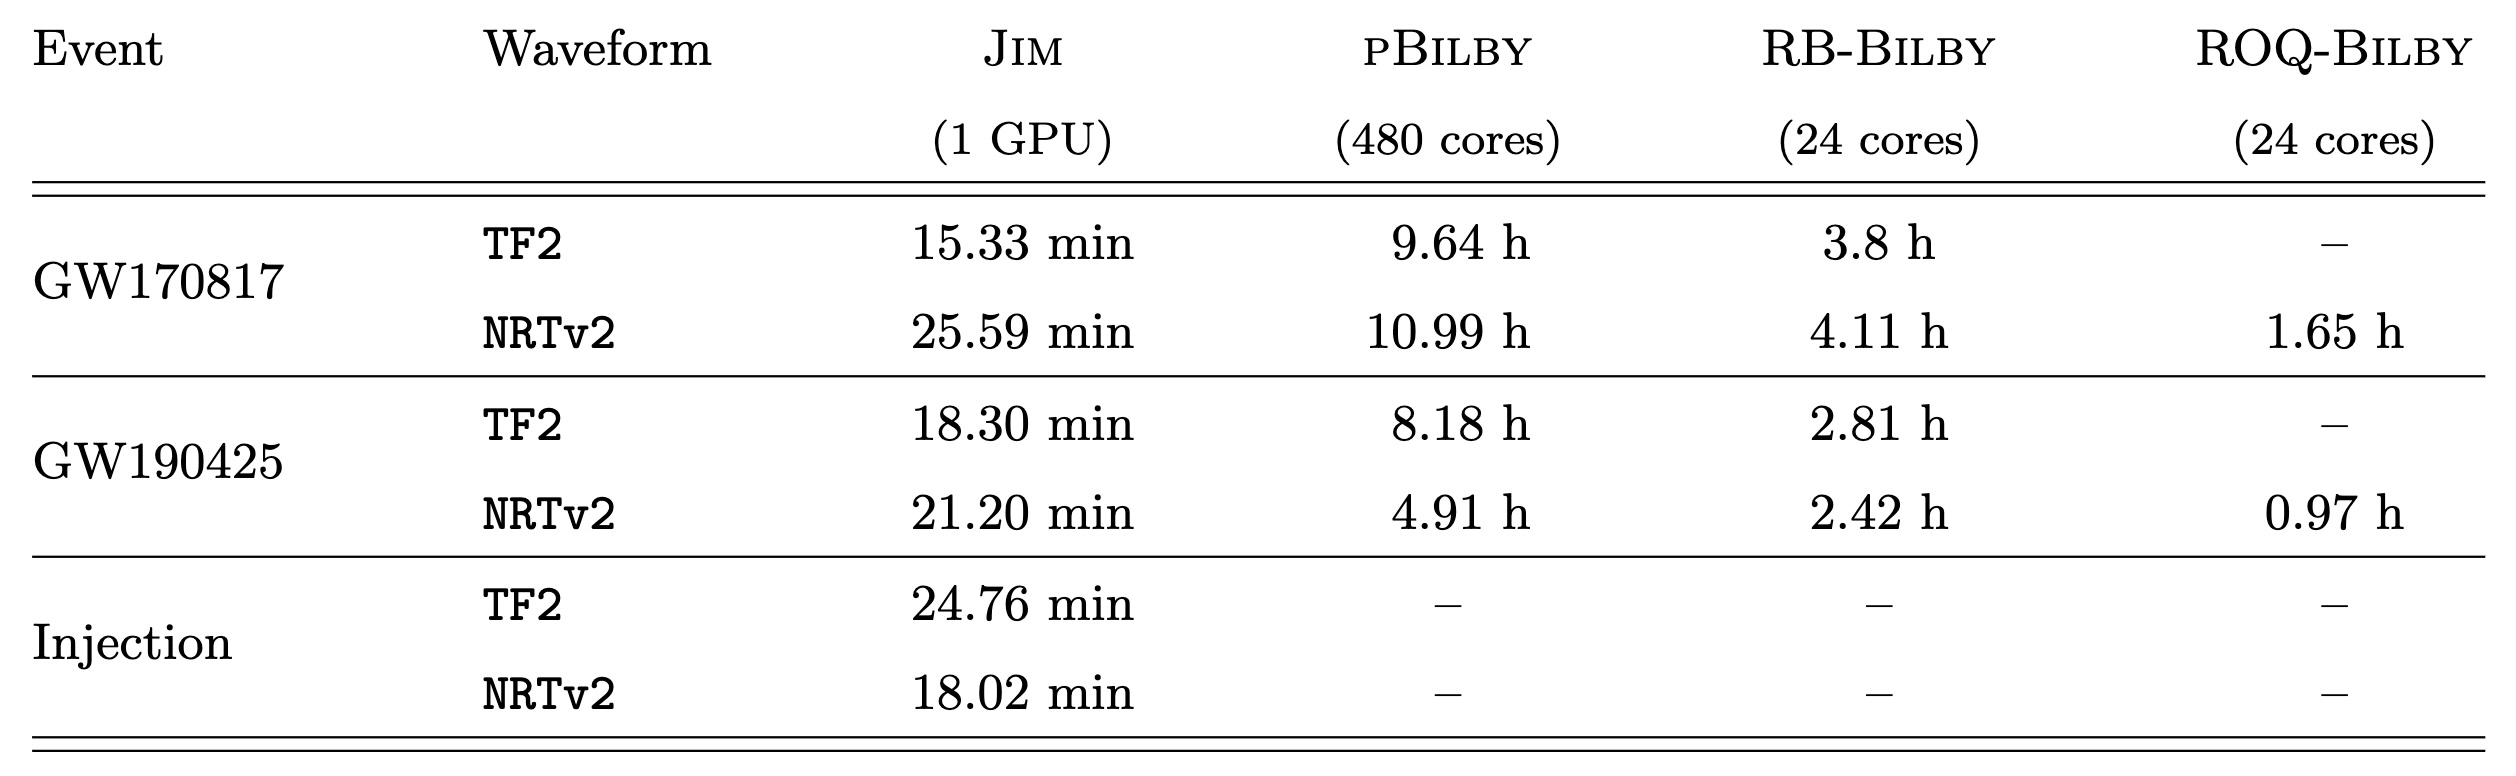 Event Waveform Jim pBilby RB-Bilby ROQ-Bilby
(1 GPU) (480 cores) (24 cores) (24 cores)
GW170817
TF2 15.33 min 9.64 h 3.8 h –
NRTv2 25.59 min 10.99 h 4.11 h 1.65 h
GW190425
TF2 18.30 min 8.18 h 2.81 h –
NRTv2 21.20 min 4.91 h 2.42 h 0.97 h
Injection
TF2 24.76 min – – –
NRTv2 18.02 min – – –